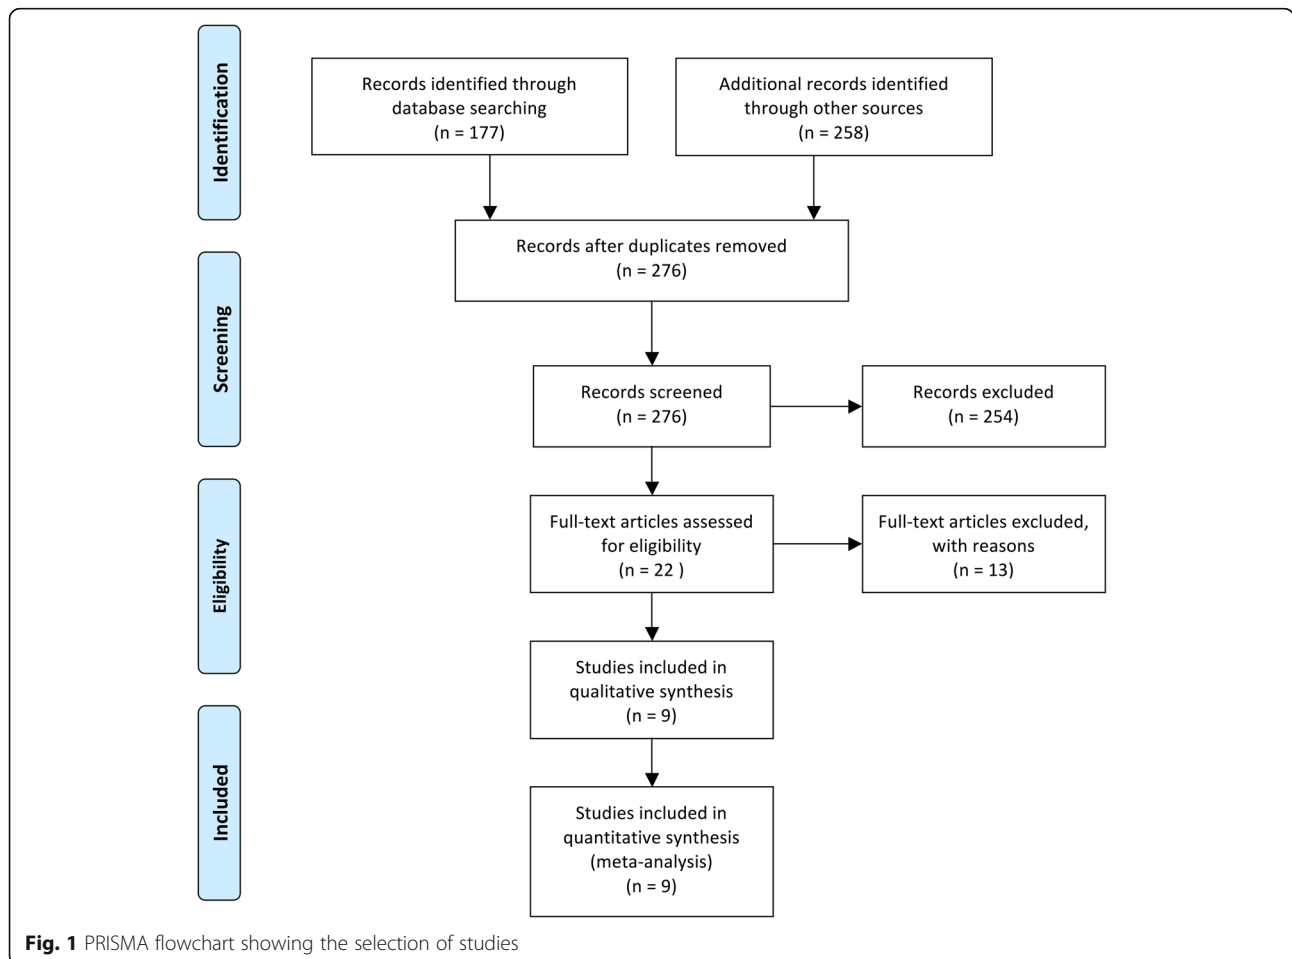 Identification
Records identified through
database searching
(n = 177)
Additional records identified
through other sources
(n = 258)
Records after duplicates removed
(n = 276)
Screening
Records screened
(n = 276)
Records excluded
(n = 254)
Eligibility
Full-text articles assessed
for eligibility
(n = 22 )
Full-text articles excluded,
with reasons
(n = 13)
Studies included in
qualitative synthesis
(n = 9)
Included
Studies included in
quantitative synthesis
(meta-analysis)
(n = 9)
Fig. 1 PRISMA flowchart showing the selection of studies